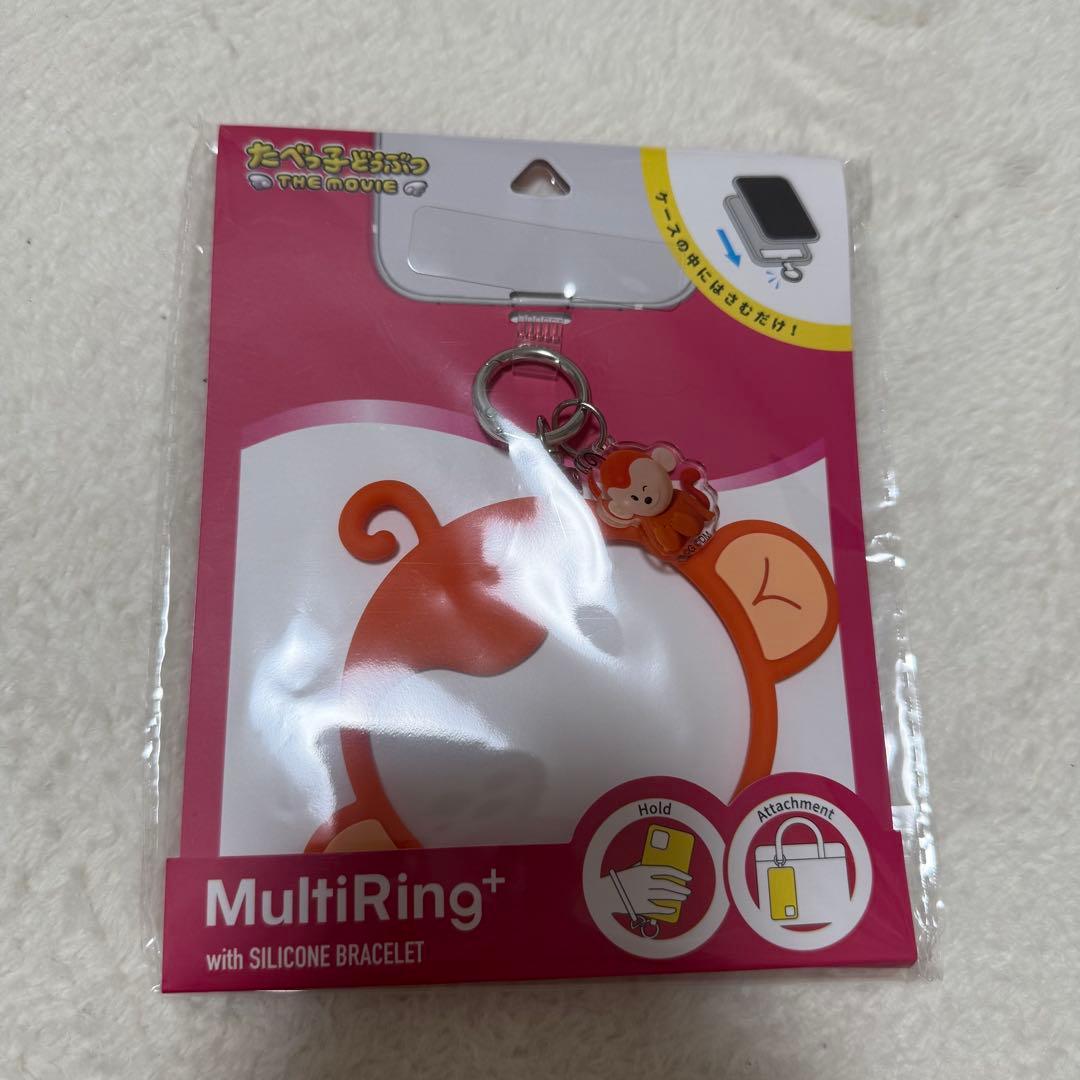 たべっ子どうぶつ
THE MOVIE
ケースの中にはさむだけ！
Hold
Attachment
MultiRing+
with SILICONE BRACELET